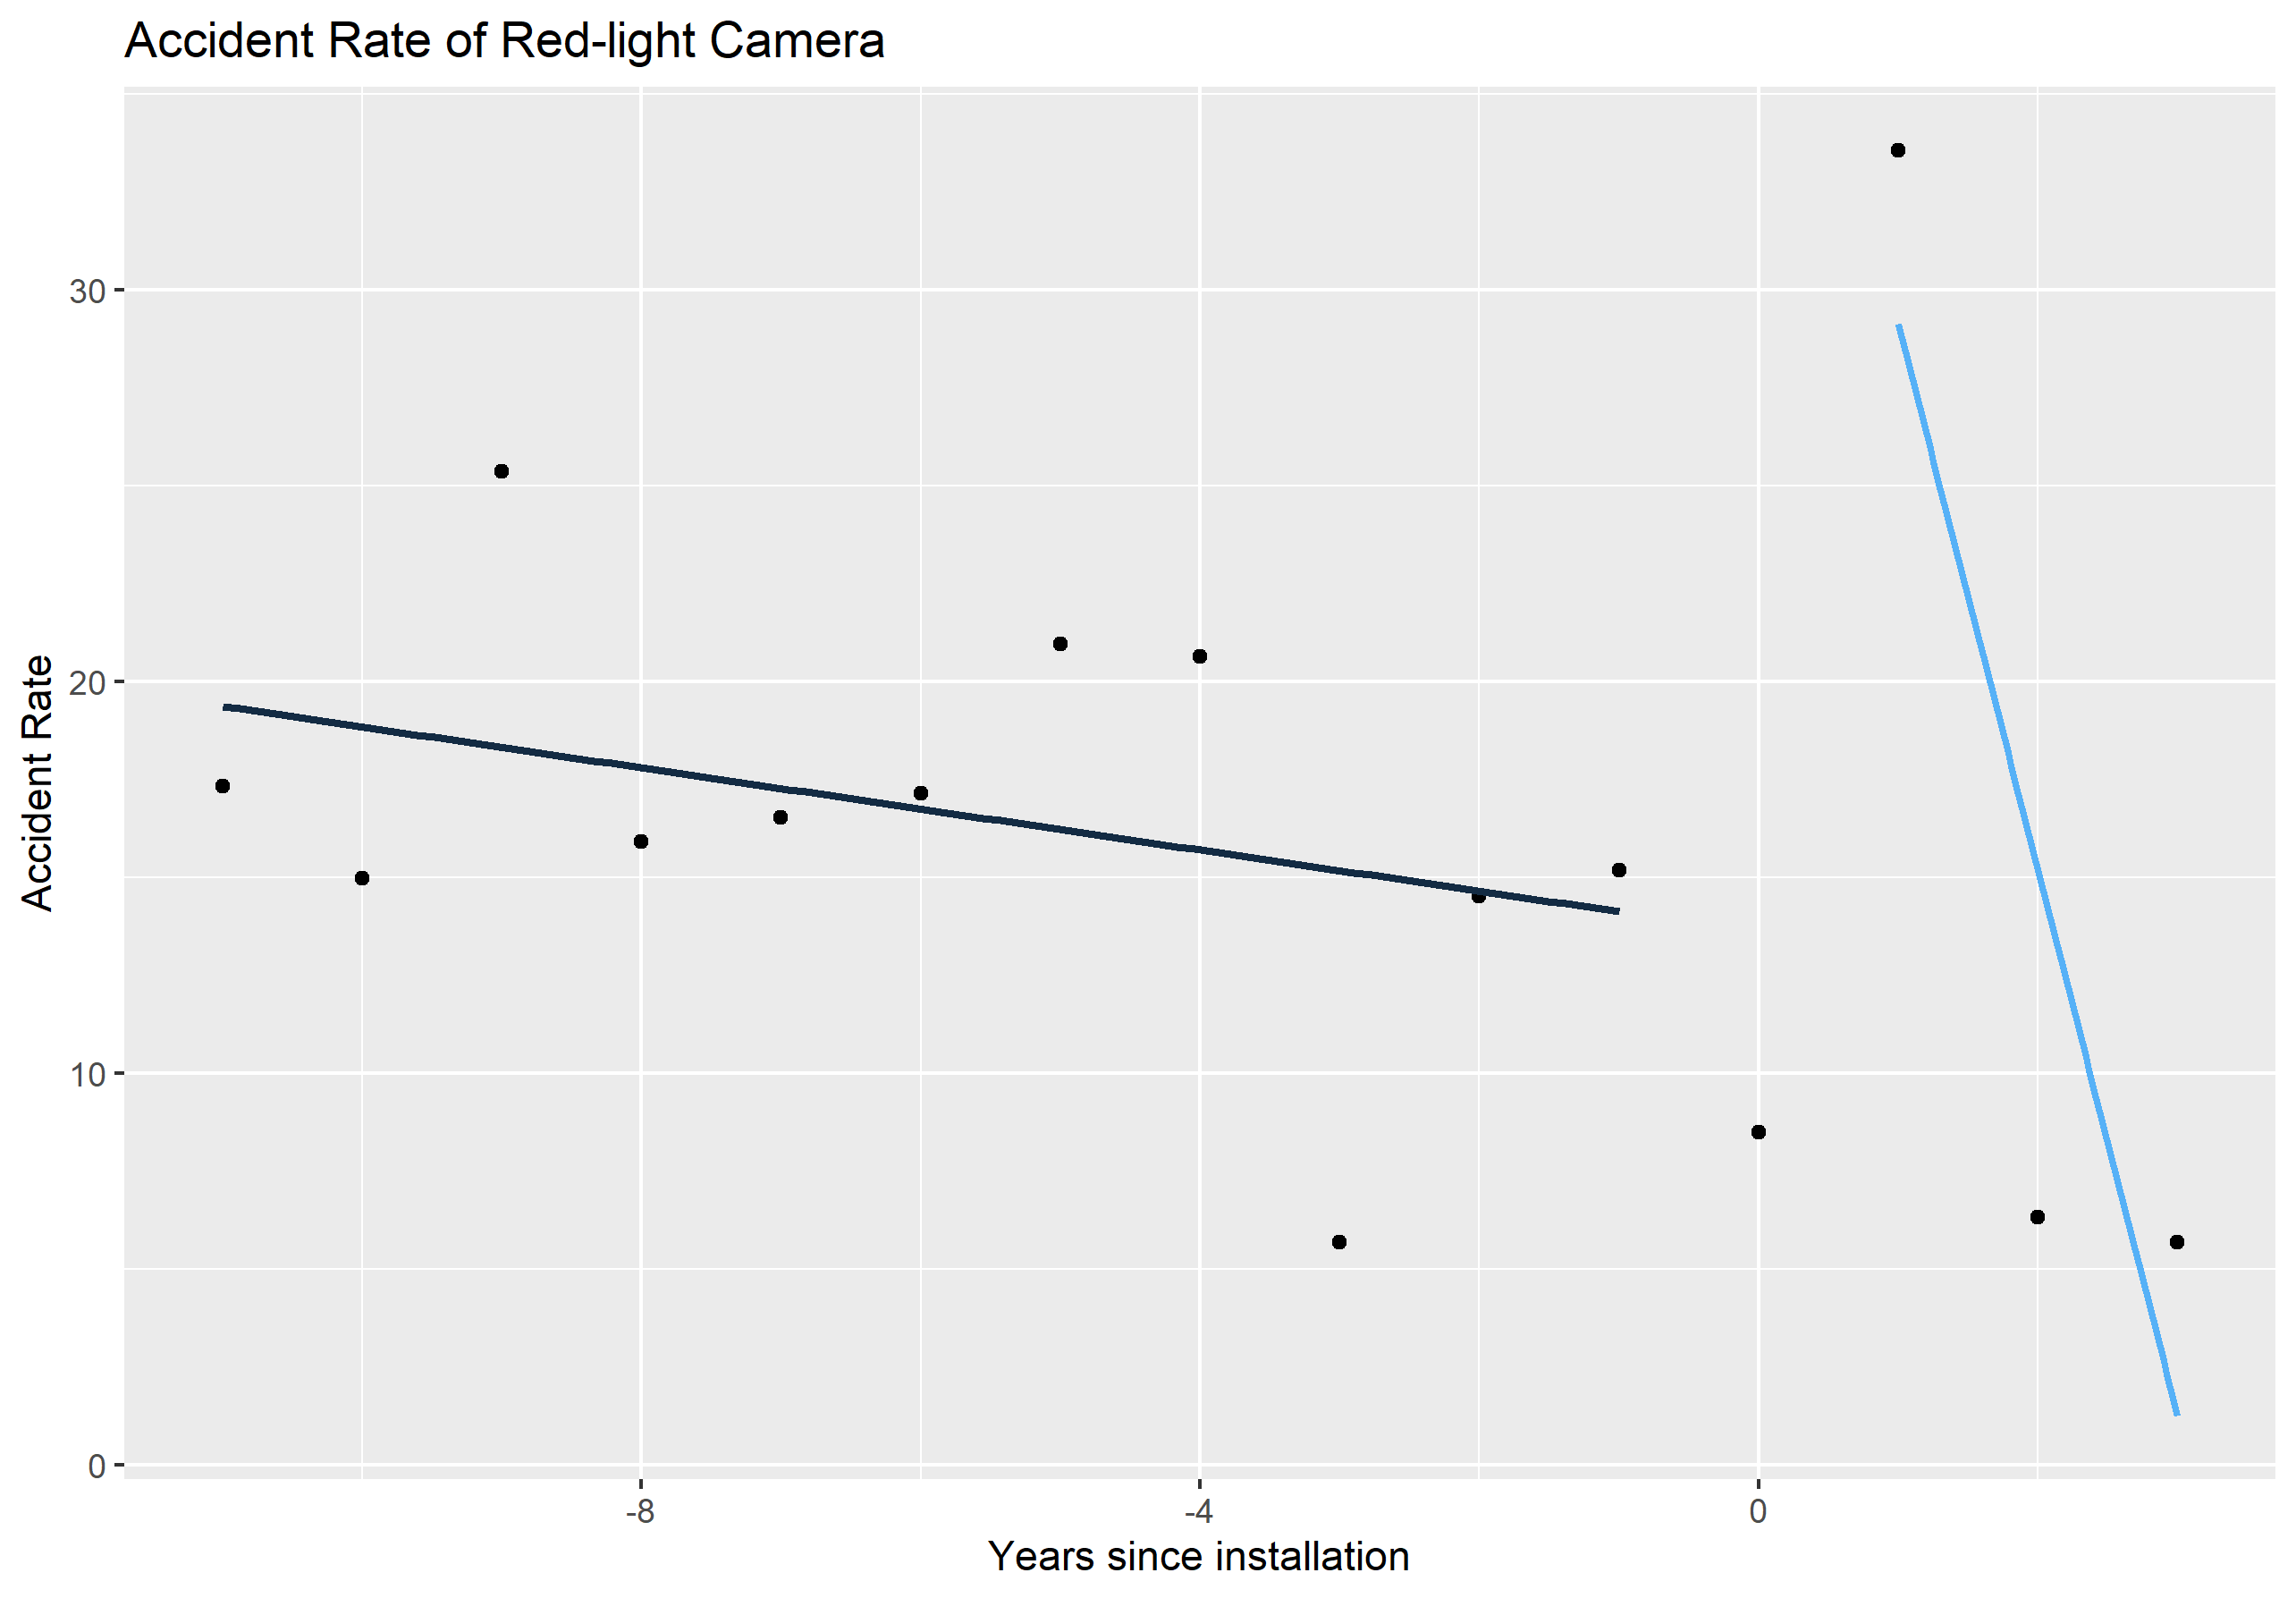 Accident Rate of Red-light Camera
30
20
10
0
Accident Rate
-8
-4
0
Years since installation